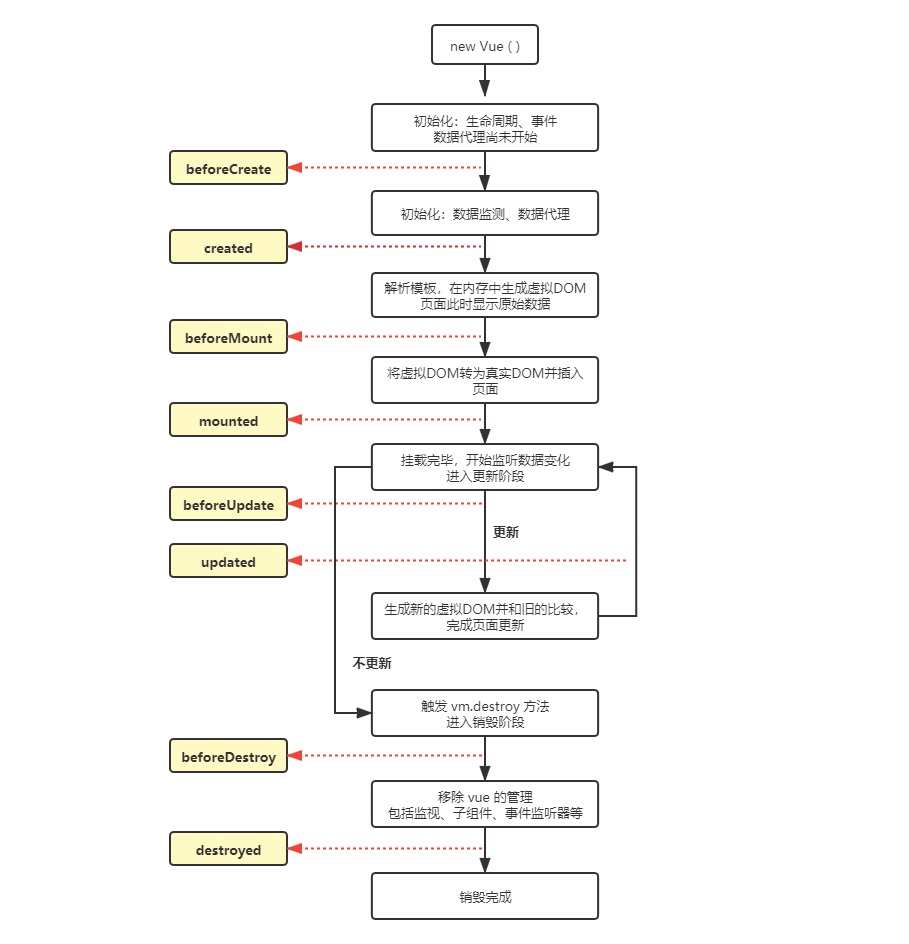 new Vue ( )
初始化：生命周期、事件
数据代理尚未开始
beforeCreate
初始化：数据监测、数据代理
created
解析模板，在内存中生成虚拟DOM
页面此时显示原始数据
beforeMount
将虚拟DOM转为真实DOM并插入
页面
mounted
挂载完毕，开始监听数据变化
进入更新阶段
beforeUpdate
更新
updated
生成新的虚拟DOM并和旧的比较，
完成页面更新
不更新
触发 vm.destroy 方法
进入销毁阶段
beforeDestroy
移除 vue 的管理
包括监视、子组件、事件监听器等
destroyed
销毁完成